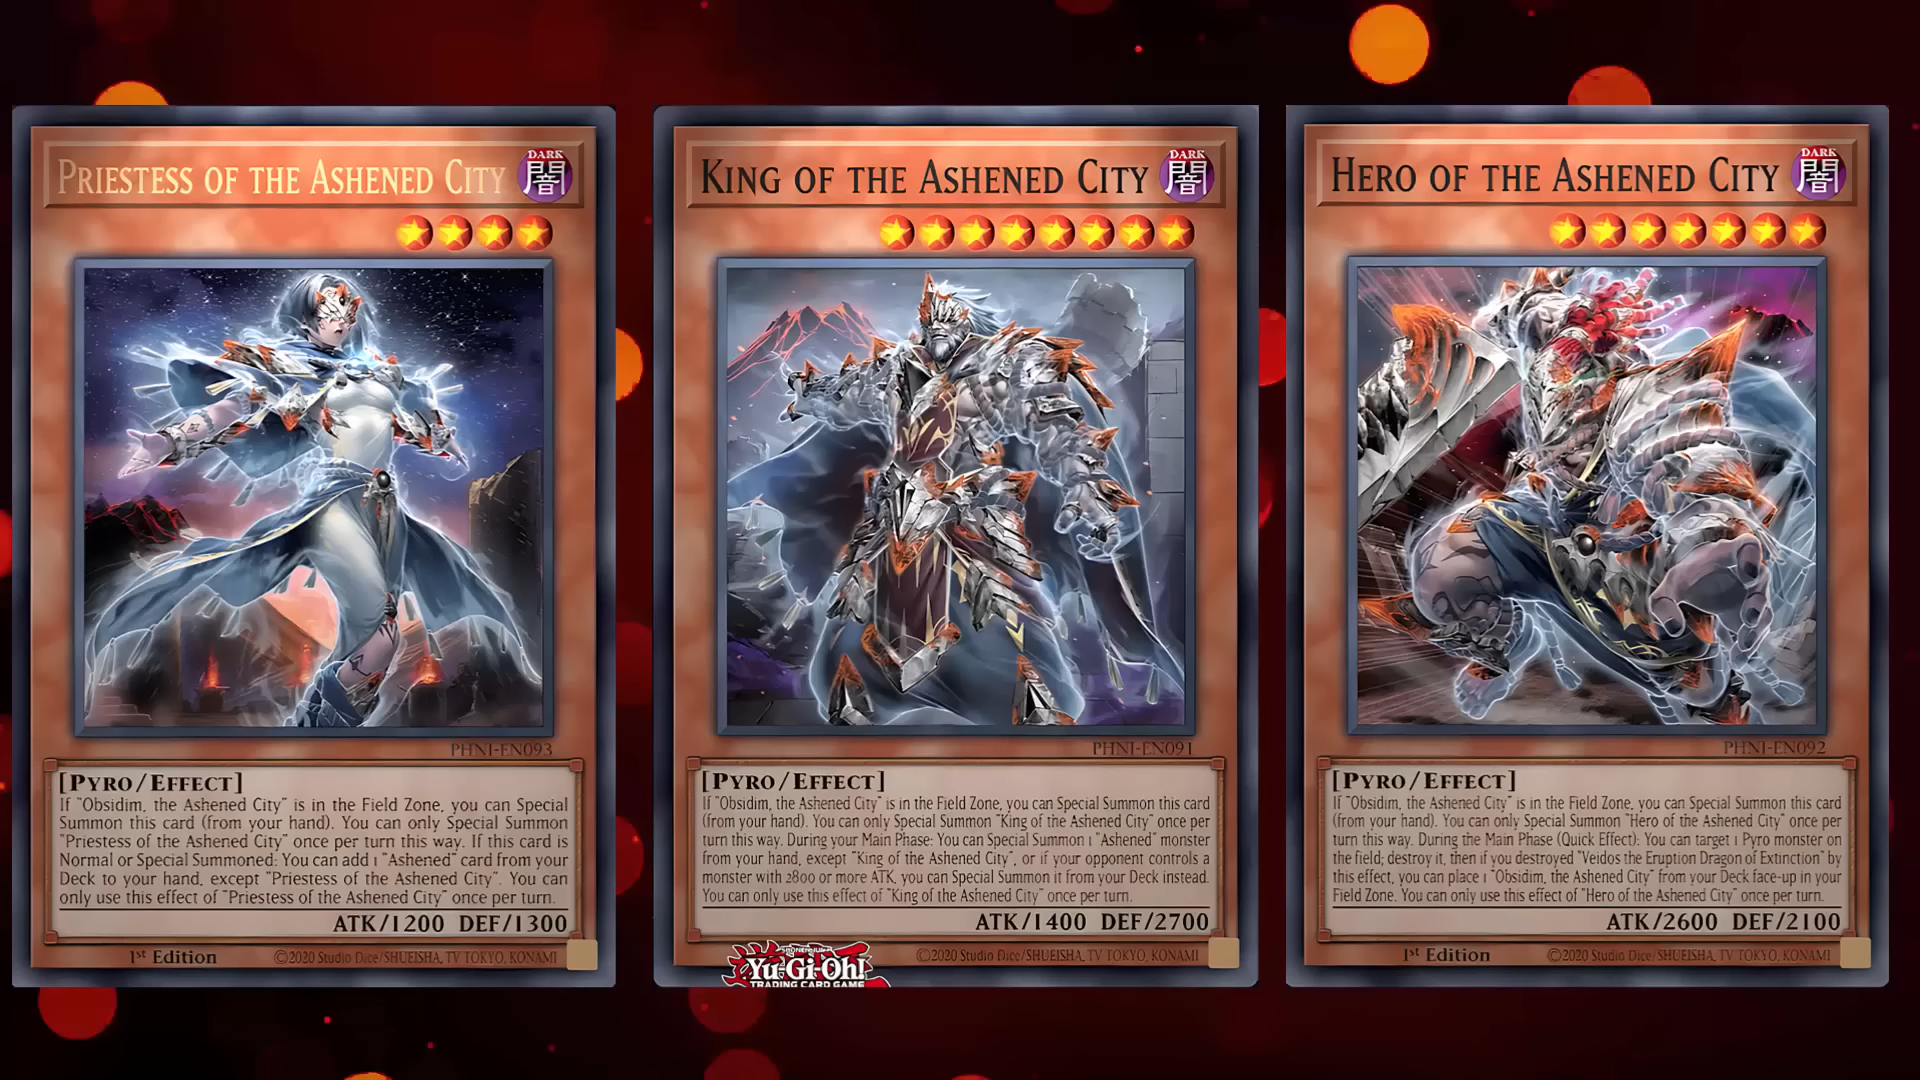 PRIESTESS OF THE ASHENED CITY
DARK
闇
PHNI-EN093
[PYRO/EFFECT]
If "Obsidim, the Ashened City" is in the Field Zone, you can Special
Summon this card (from your hand). You can only Special Summon
"Priestess of the Ashened City" once per turn this way. If this card is
Normal or Special Summoned: You can add 1 "Ashened" card from your
Deck to your hand, except "Priestess of the Ashened City". You can
only use this effect of "Priestess of the Ashened City" once per turn.
ATK/1200 DEF/1300
1st Edition
©2020 Studio Dice/SHUEISHA, TV TOKYO, KONAMI
KING OF THE ASHENED CITY
DARK
闇
PHNI-EN091
[PYRO/EFFECT]
If "Obsidim, the Ashened City" is in the Field Zone, you can Special Summon this card
(from your hand). You can only Special Summon "King of the Ashened City" once per
turn this way. During your Main Phase: You can Special Summon 1 "Ashened" monster
from your hand, except "King of the Ashened City", or if your opponent controls a
monster with 2800 or more ATK, you can Special Summon it from your Deck instead.
You can only use this effect of "King of the Ashened City" once per turn.
ATK/1400 DEF/2700
SHONEN JUMP
Yu-Gi-Oh!
TRADING CARD GAME
©2020 Studio Dice/SHUEISHA, TV TOKYO, KONAMI
HERO OF THE ASHENED CITY
DARK
闇
PHNI-EN092
[PYRO/EFFECT]
If "Obsidim, the Ashened City" is in the Field Zone, you can Special Summon this card
(from your hand). You can only Special Summon "Hero of the Ashened City" once per
turn this way. During the Main Phase (Quick Effect): You can target 1 Pyro monster on
the field; destroy it, then if you destroyed "Veidos the Eruption Dragon of Extinction" by
this effect, you can place 1 "Obsidim, the Ashened City" from your Deck face-up in your
Field Zone. You can only use this effect of "Hero of the Ashened City" once per turn.
ATK/2600 DEF/2100
1st Edition
©2020 Studio Dice/SHUEISHA, TV TOKYO, KONAMI